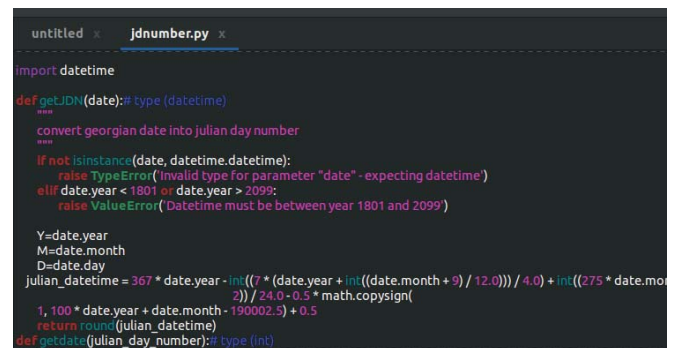 untitled x jdnumber.py x
import datetime
def getJDN(date):# type (datetime)
"""
convert georgian date into julian day number
"""
if not isinstance(date, datetime.datetime):
raise TypeError('Invalid type for parameter "date" - expecting datetime')
elif date.year < 1801 or date.year > 2099:
raise ValueError('Datetime must be between year 1801 and 2099')
Y=date.year
M=date.month
D=date.day
julian_datetime = 367 * date.year - int((7 * (date.year + int((date.month + 9) / 12.0))) / 4.0) + int((275 * date.mo
2)) / 24.0 - 0.5 * math.copysign(
1, 100 * date.year + date.month - 190002.5) + 0.5
return round(julian_datetime)
def getdate(julian_day_number):# type (int)